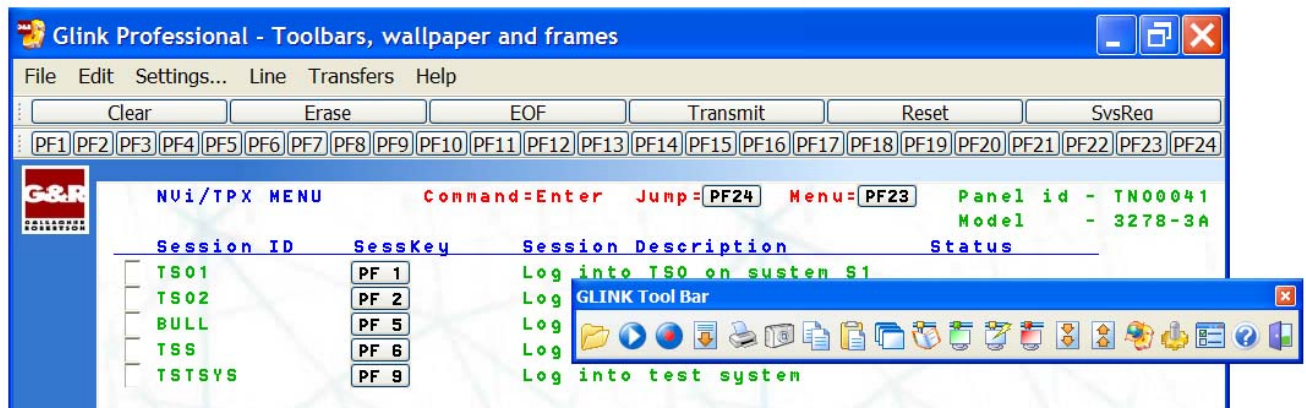 Glink Professional - Toolbars, wallpaper and frames
File Edit Settings... Line Transfers Help
Clear Erase EOF Transmit Reset SysReq
PF1 PF2 PF3 PF4 PF5 PF6 PF7 PF8 PF9 PF10 PF11 PF12 PF13 PF14 PF15 PF16 PF17 PF18 PF19 PF20 PF21 PF22 PF23 PF24
G&R
GALLAGHER
ROBERTSON
NVi/TPX MENU Command=Enter Jump=PF24 Menu=PF23 Panel id - TN00041
Model - 3278-3A
Session ID SessKey Session Description Status
TSO1 PF 1 Log into TSO on system S1
TSO2 PF 2 Log
GLINK Tool Bar
BULL PF 5 Log
TSS PF 6 Log
TSTSYS PF 9 Log into test system